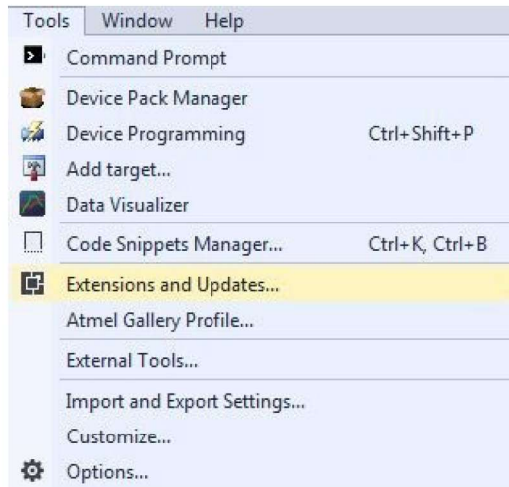 Tools Window Help
Command Prompt
Device Pack Manager
Device Programming Ctrl+Shift+P
Add target...
Data Visualizer
Code Snippets Manager... Ctrl+K, Ctrl+B
Extensions and Updates...
Atmel Gallery Profile...
External Tools...
Import and Export Settings...
Customize...
Options...